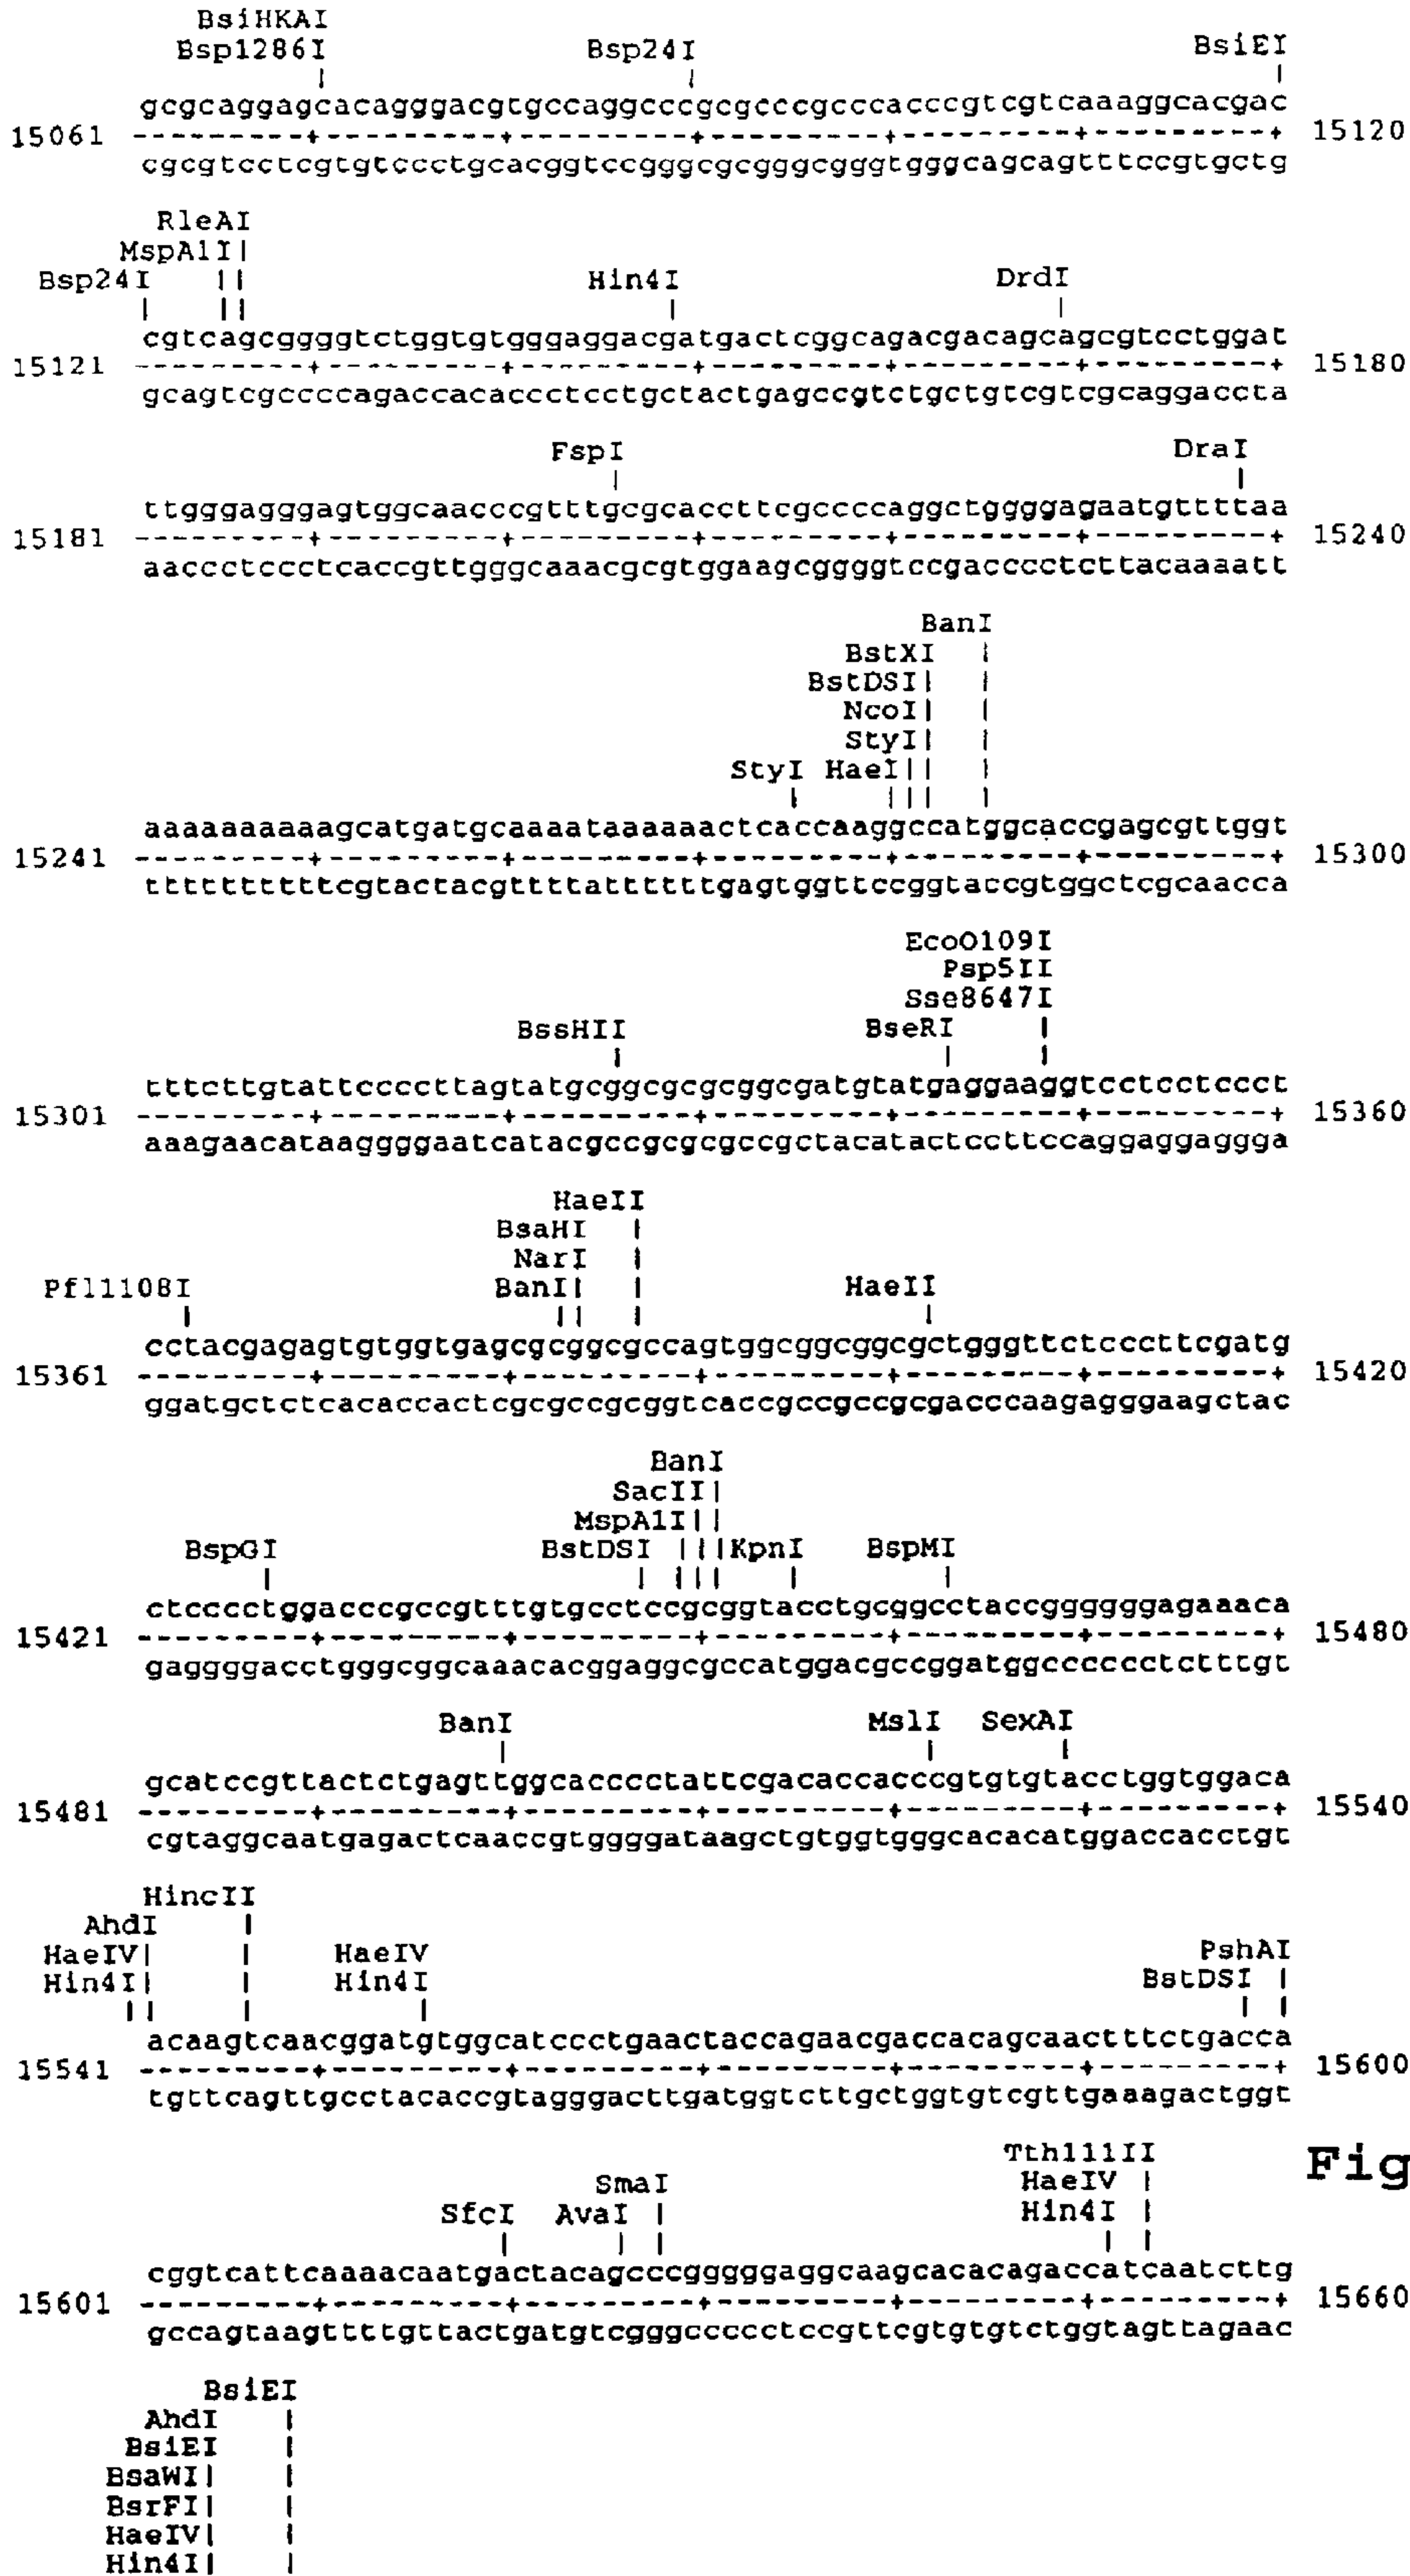 BsiHKAI
Bsp1286I Bsp24I BsiEI
gcgcaggagcacagggacgtgccaggcccgcgcccgcccacccgtcgtcaaaggcacgac
15061 ---------+---------+---------+---------+---------+---------+ 15120
cgcgtcctcgtgtccctgcacggtccgggcgcgggcgggtgggcagcagtttccgtgctg
RleAI
MspA1I|
Bsp24I || Hin4I DrdI
cgtcagcggggtctggtgtgggaggacgatgactcggcagacgacagcagcgtcctggat
15121 ---------+---------+---------+---------+---------+---------+ 15180
gcagtcgccccagaccacaccctcctgctactgagccgtctgctgtcgtcgcaggaccta
FspI DraI
ttgggagggagtggcaacccgtttgcgcaccttcgccccaggctggggagaatgttttaa
15181 ---------+---------+---------+---------+---------+---------+ 15240
aaccctccctcaccgttgggcaaacgcgtggaagcggggtccgacccctcttacaaaatt
BanI
BstXI |
BstDSI| |
NcoI| |
StyI| |
StyI HaeI|| |
aaaaaaaaaagcatgatgcaaaataaaaaactcaccaaggccatggcaccgagcgttggt
15241 ---------+---------+---------+---------+---------+---------+ 15300
ttttttttttcgtactacgttttattttttgagtggttccggtaccgtggctcgcaacca
EcoO109I
Psp5II
Sse8647I
BssHII BseRI |
tttcttgtattccccttagtatgcggcgcgcggcgatgtatgaggaaggtcctcctccct
15301 ---------+---------+---------+---------+---------+---------+ 15360
aaagaacataaggggaatcatacgccgcgcgccgctacatactccttccaggaggaggga
HaeII
BsaHI |
NarI |
Pfl1108I BanI| | HaeII
cctacgagagtgtggtgagcgcggcgccagtggcggcggcgctgggttctcccttcgatg
15361 ---------+---------+---------+---------+---------+---------+ 15420
ggatgctctcacaccactcgcgccgcggtcaccgccgccgcgacccaagagggaagctac
BanI
SacII|
MspA1I||
BspGI BstDSI |||KpnI BspMI
ctcccctggacccgccgtttgtgcctccgcggtacctgcggcctaccggggggagaaaca
15421 ---------+---------+---------+---------+---------+---------+ 15480
gaggggacctgggcggcaaacacggaggcgccatggacgccggatggcccccctctttgt
BanI MslI SexAI
gcatccgttactctgagttggcacccctattcgacaccacccgtgtgtacctggtggaca
15481 ---------+---------+---------+---------+---------+---------+ 15540
cgtaggcaatgagactcaaccgtggggataagctgtggtgggcacacatggaccacctgt
HincII
AhdI |
HaeIV| | HaeIV PshAI
Hin4I| | Hin4I BstDSI |
acaagtcaacggatgtggcatccctgaactaccagaacgaccacagcaactttctgacca
15541 ---------+---------+---------+---------+---------+---------+ 15600
tgttcagttgcctacaccgtagggacttgatggtcttgctggtgtcgttgaaagactggt
Tth111II Fig
SmaI HaeIV |
SfcI AvaI | Hin4I |
cggtcattcaaaacaatgactacagcccgggggaggcaagcacacagaccatcaatcttg
15601 ---------+---------+---------+---------+---------+---------+ 15660
gccagtaagttttgttactgatgtcgggccccctccgttcgtgtgtctggtagttagaac
BsiEI
AhdI |
BsiEI |
BsaWI| |
BsrFI| |
HaeIV| |
Hin4I| |